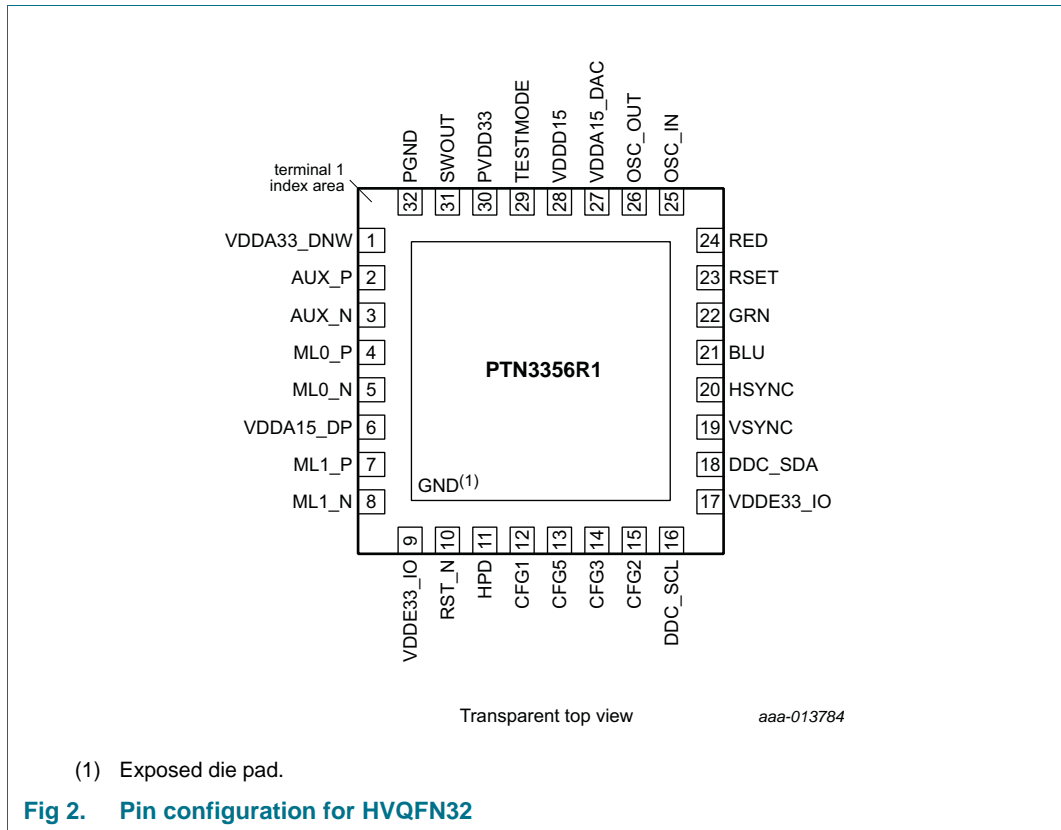 32 PGND
31 SWOUT
30 PVDD33
29 TESTMODE
28 VDDD15
27 VDDA15_DAC
26 OSC_OUT
25 OSC_IN
terminal 1
index area
VDDA33_DNW 1
AUX_P 2
AUX_N 3
ML0_P 4
ML0_N 5
VDDA15_DP 6
ML1_P 7
ML1_N 8
24 RED
23 RSET
22 GRN
21 BLU
20 HSYNC
19 VSYNC
18 DDC_SDA
17 VDDE33_IO
PTN3356R1
GND(1)
VDDE33_IO 9
RST_N 10
HPD 11
CFG1 12
CFG5 13
CFG3 14
CFG2 15
DDC_SCL 16
Transparent top view
aaa-013784
(1) Exposed die pad.
Fig 2. Pin configuration for HVQFN32